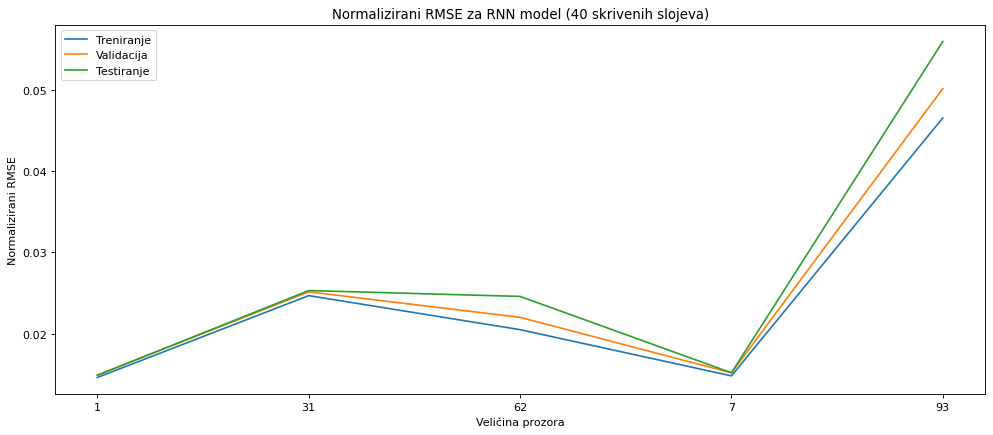 Normalizirani RMSE za RNN model (40 skrivenih slojeva)
Treniranje
Validacija
Testiranje
Normalizirani RMSE
0.05
0.04
0.03
0.02
1 31 62 7 93
Veličina prozora